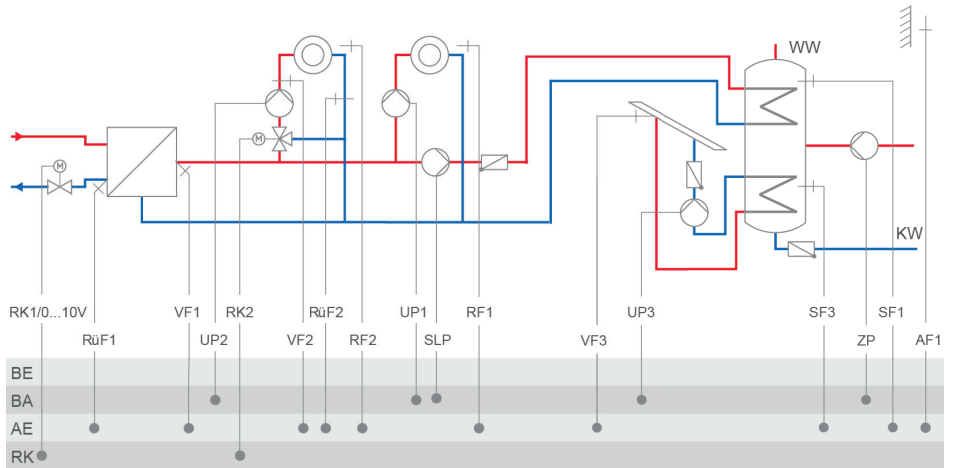 WW
M
M
KW
RK1/0...10V VF1 RK2 RüF2 UP1 RF1 UP3 SF3 SF1
RüF1 UP2 VF2 RF2 SLP VF3 ZP AF1
BE
BA
AE
RK